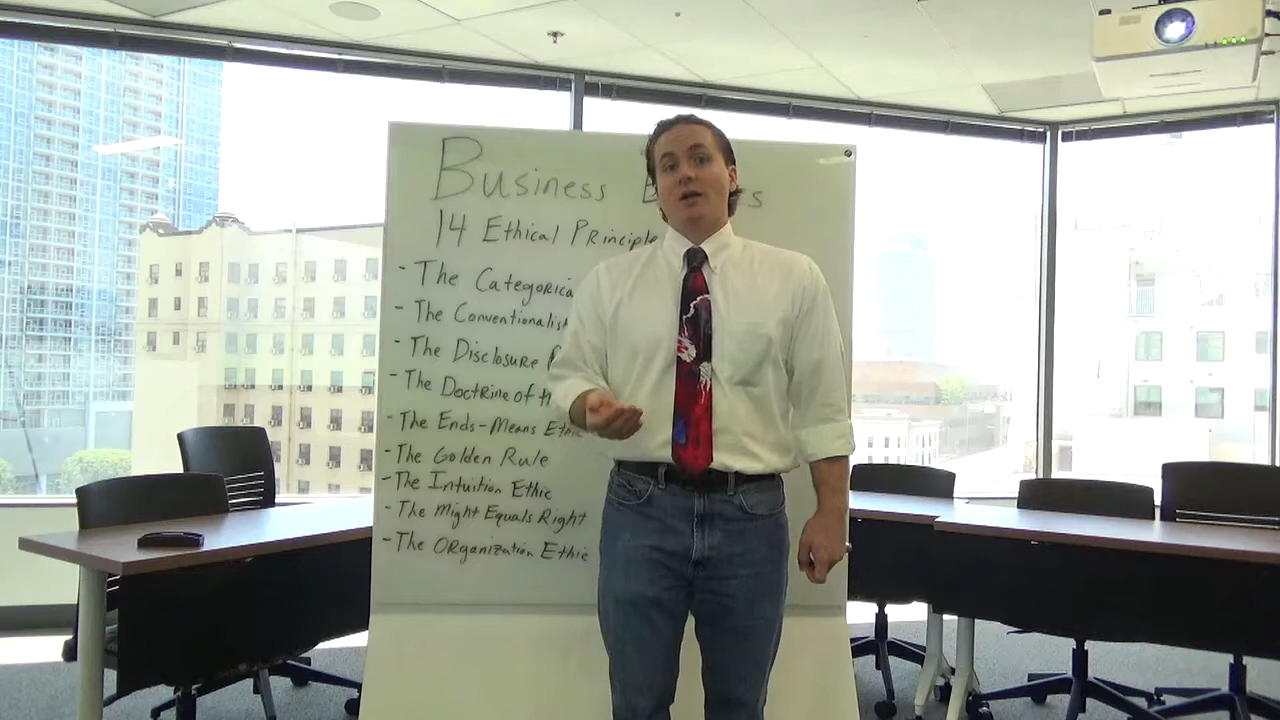 Business
14 Ethical Principle
- The Categorica
- The Conventionalis
- The Disclosure
- The Doctrine of
- The Ends-Means Ethic
- The Golden Rule
- The Intuition Ethic
- The Might Equals Right
- The Organization Ethic